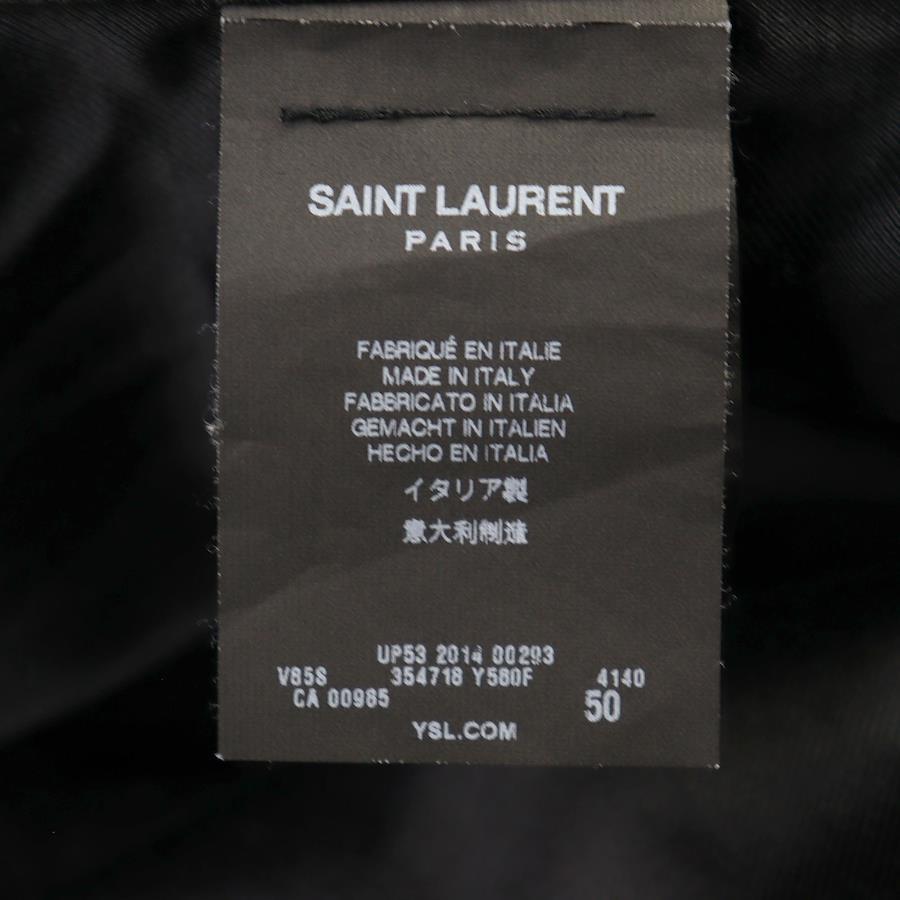 SAINT LAURENT
PARIS
FABRIQUÉ EN ITALIE
MADE IN ITALY
FABBRICATO IN ITALIA
GEMACHT IN ITALIEN
HECHO EN ITALIA
イタリア製
意大利制造
UP53 2014 00293
V858 354718 Y580F 4140
CA 00985 50
YSL.COM